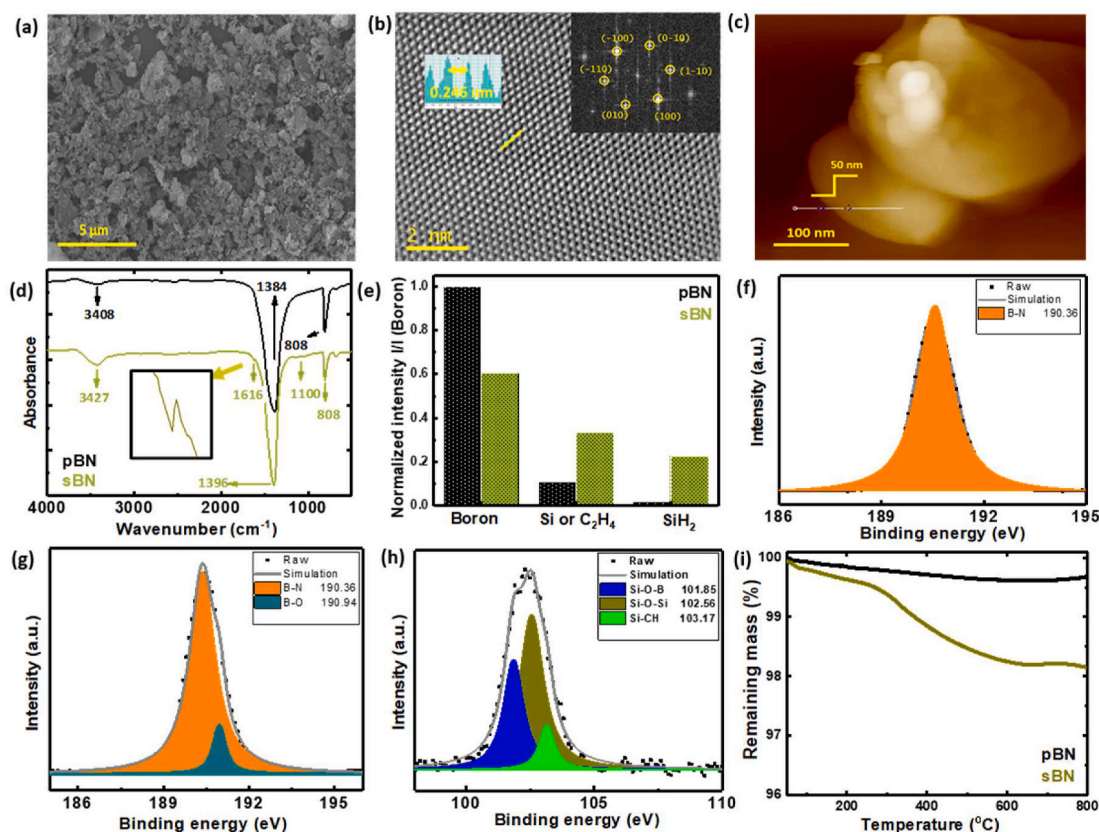 (a)
5 µm
(b)
0.246 nm
2 nm
(-100)
(0-10)
(-110)
(1-10)
(010)
(100)
(c)
50 nm
100 nm
(d)
1384
3408
808
3427
1616
1100
808
pBN
sBN
1396
Absorbance
4000 3000 2000 1000
Wavenumber (cm⁻¹)
(e)
pBN
sBN
Normalized intensity I/I (Boron)
1.0
0.8
0.6
0.4
0.2
0.0
Boron Si or C₂H₄ SiH₂
(f)
Raw
Simulation
B-N 190.36
Intensity (a.u.)
186 189 192 195
Binding energy (eV)
(g)
Raw
Simulation
B-N 190.36
B-O 190.94
Intensity (a.u.)
186 189 192 195
Binding energy (eV)
(h)
Raw
Simulation
Si-O-B 101.85
Si-O-Si 102.56
Si-CH 103.17
Intensity (a.u.)
100 105 110
Binding energy (eV)
(i)
100
99
98
97
96
Remaining mass (%)
pBN
sBN
200 400 600 800
Temperature (°C)